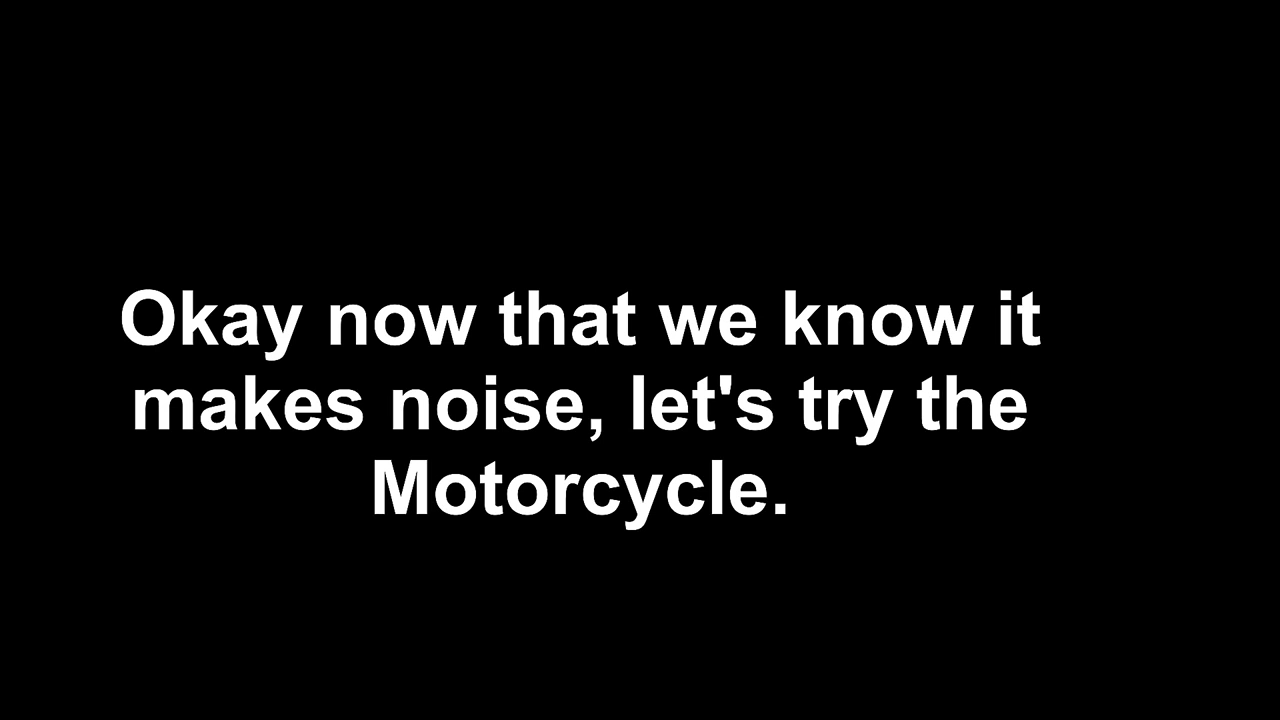 Okay now that we know it
makes noise, let's try the
Motorcycle.